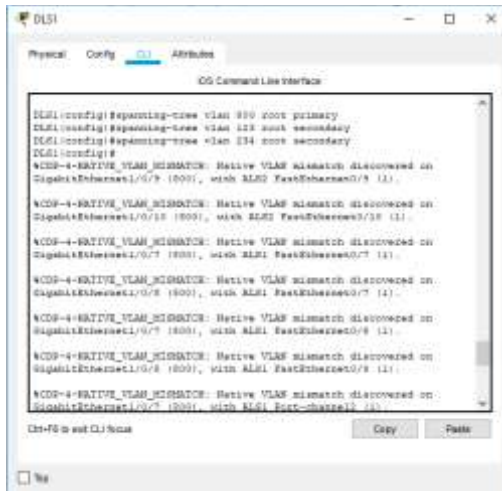 DLS1
Physical Config CLI Attributes
IOS Command Line Interface
DLS1(config)#spanning-tree vlan 800 root primary
DLS1(config)#spanning-tree vlan 123 root secondary
DLS1(config)#spanning-tree vlan 234 root secondary
DLS1(config)#
%CDP-4-NATIVE_VLAN_MISMATCH: Native VLAN mismatch discovered on
GigabitEthernet1/0/9 (800), with ALS2 FastEthernet0/9 (1).
%CDP-4-NATIVE_VLAN_MISMATCH: Native VLAN mismatch discovered on
GigabitEthernet1/0/10 (800), with ALS2 FastEthernet0/10 (1).
%CDP-4-NATIVE_VLAN_MISMATCH: Native VLAN mismatch discovered on
GigabitEthernet1/0/7 (800), with ALS1 FastEthernet0/7 (1).
%CDP-4-NATIVE_VLAN_MISMATCH: Native VLAN mismatch discovered on
GigabitEthernet1/0/8 (800), with ALS1 FastEthernet0/7 (1).
%CDP-4-NATIVE_VLAN_MISMATCH: Native VLAN mismatch discovered on
GigabitEthernet1/0/7 (800), with ALS1 FastEthernet0/8 (1).
%CDP-4-NATIVE_VLAN_MISMATCH: Native VLAN mismatch discovered on
GigabitEthernet1/0/8 (800), with ALS1 FastEthernet0/8 (1).
%CDP-4-NATIVE_VLAN_MISMATCH: Native VLAN mismatch discovered on
GigabitEthernet1/0/7 (800), with ALS1 Port-channel2 (1).
Ctrl+F6 to exit CLI focus
Copy Paste
Top